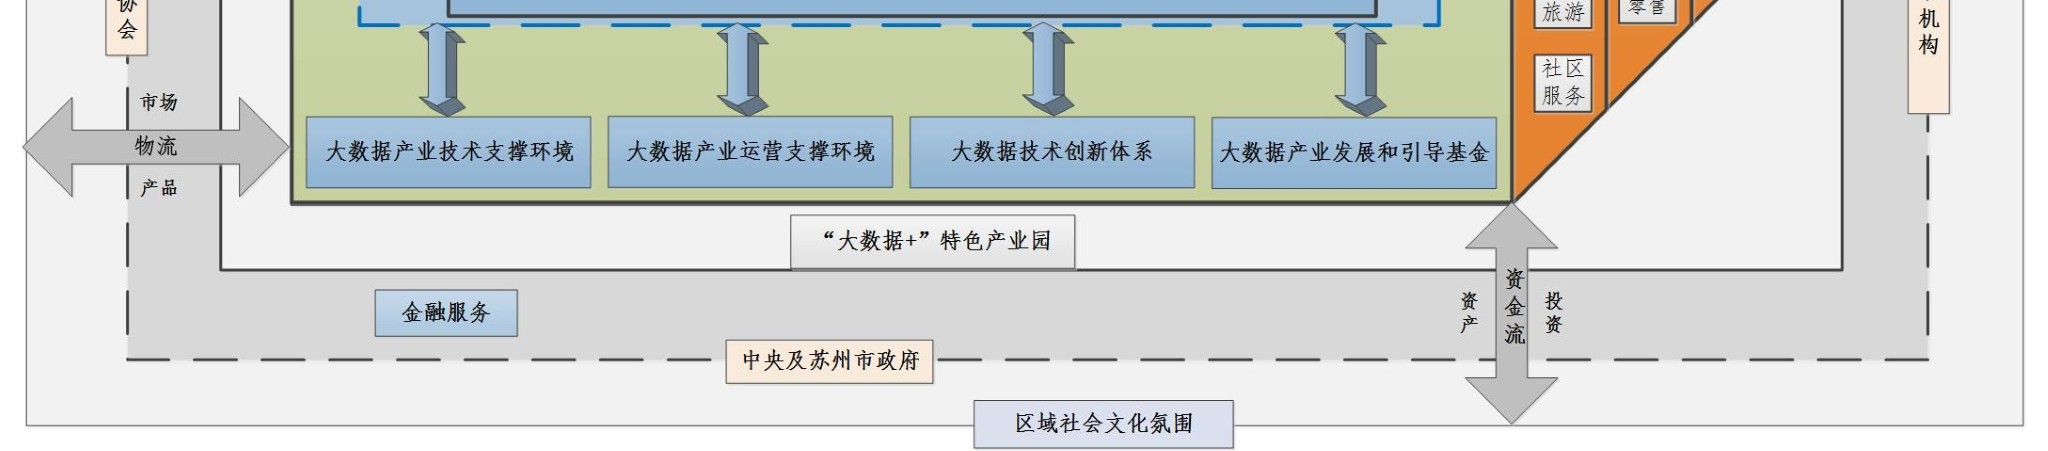 协
会
旅游
零售
机
构
社区
服务
市场
物流
产品
大数据产业技术支撑环境
大数据产业运营支撑环境
大数据技术创新体系
大数据产业发展和引导基金
“大数据+”特色产业园
金融服务
资
产
资
金
流
投
资
中央及苏州市政府
区域社会文化氛围